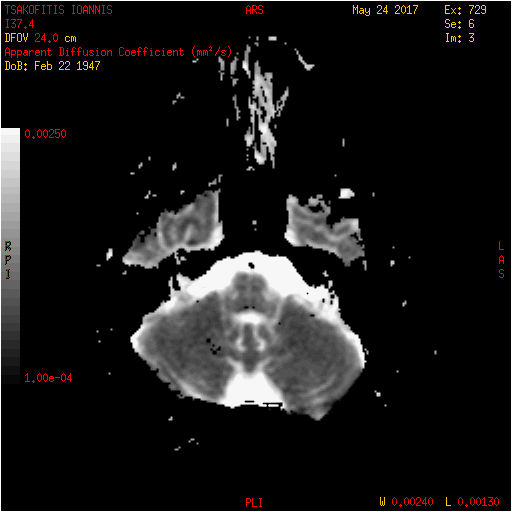 TSAKOFITIS IOANNIS
I37.4
DFOV 24.0 cm
Apparent Diffusion Coefficient (mm²/s)
DoB: Feb 22 1947
ARS
May 24 2017
Ex: 729
Se: 6
Im: 3
0.00250
R
P
I
L
A
S
1.00e-04
PLI
W 0.00240 L 0.00130